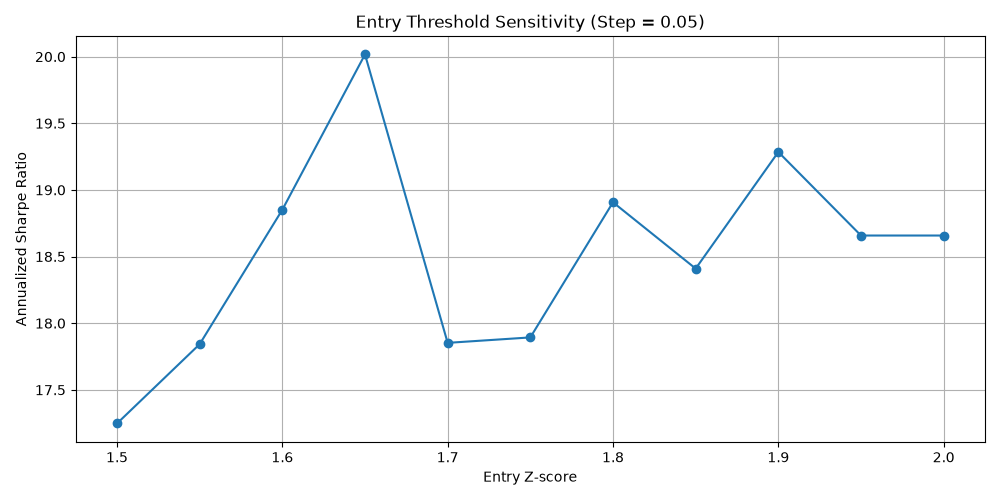 Entry Threshold Sensitivity (Step = 0.05)
Annualized Sharpe Ratio
20.0
19.5
19.0
18.5
18.0
17.5
1.5 1.6 1.7 1.8 1.9 2.0
Entry Z-score